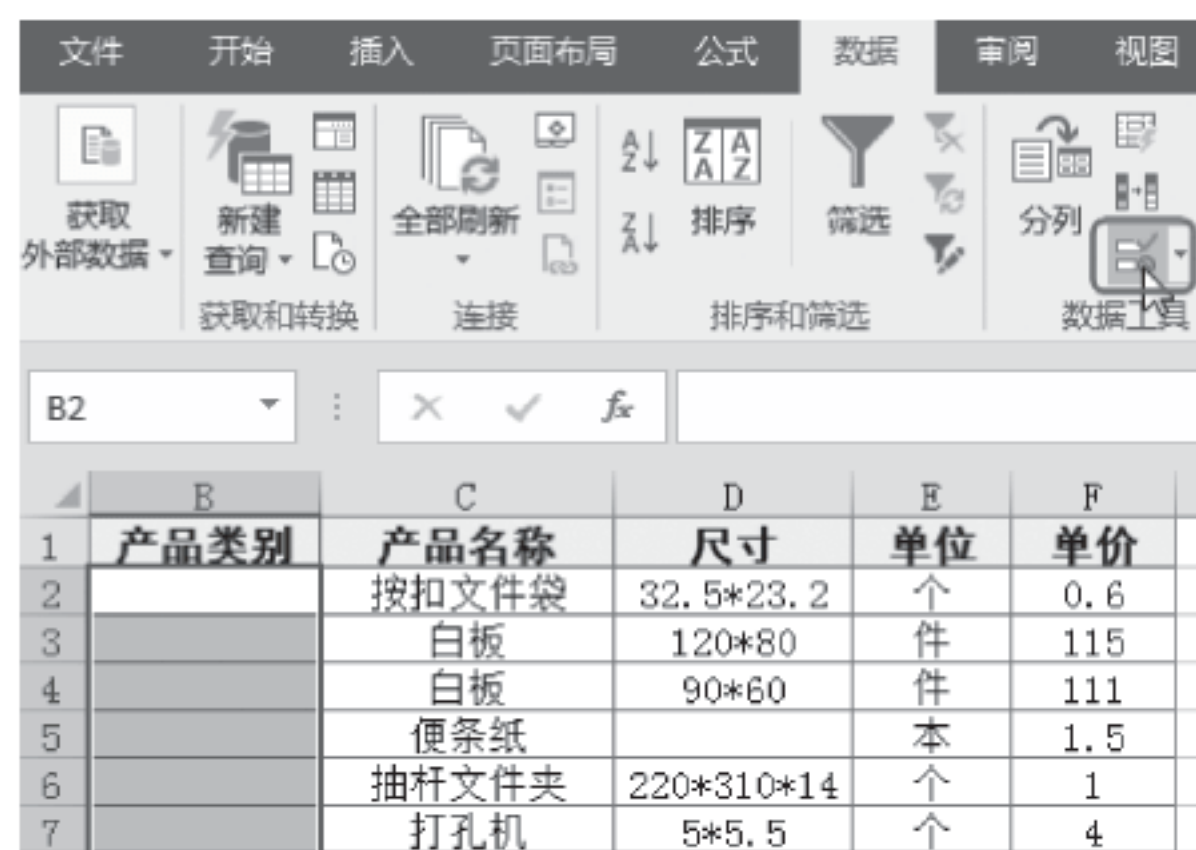 文件 开始 插入 页面布局 公式 数据 审阅 视图
获取
外部数据
新建
查询
全部刷新
排序
筛选
分列
获取和转换 连接 排序和筛选 数据工具
B2 fx
B C D E F
1 产品类别 产品名称 尺寸 单位 单价
2 按扣文件袋 32.5*23.2 个 0.6
3 白板 120*80 件 115
4 白板 90*60 件 111
5 便条纸 本 1.5
6 抽杆文件夹 220*310*14 个 1
7 打孔机 5*5.5 个 4